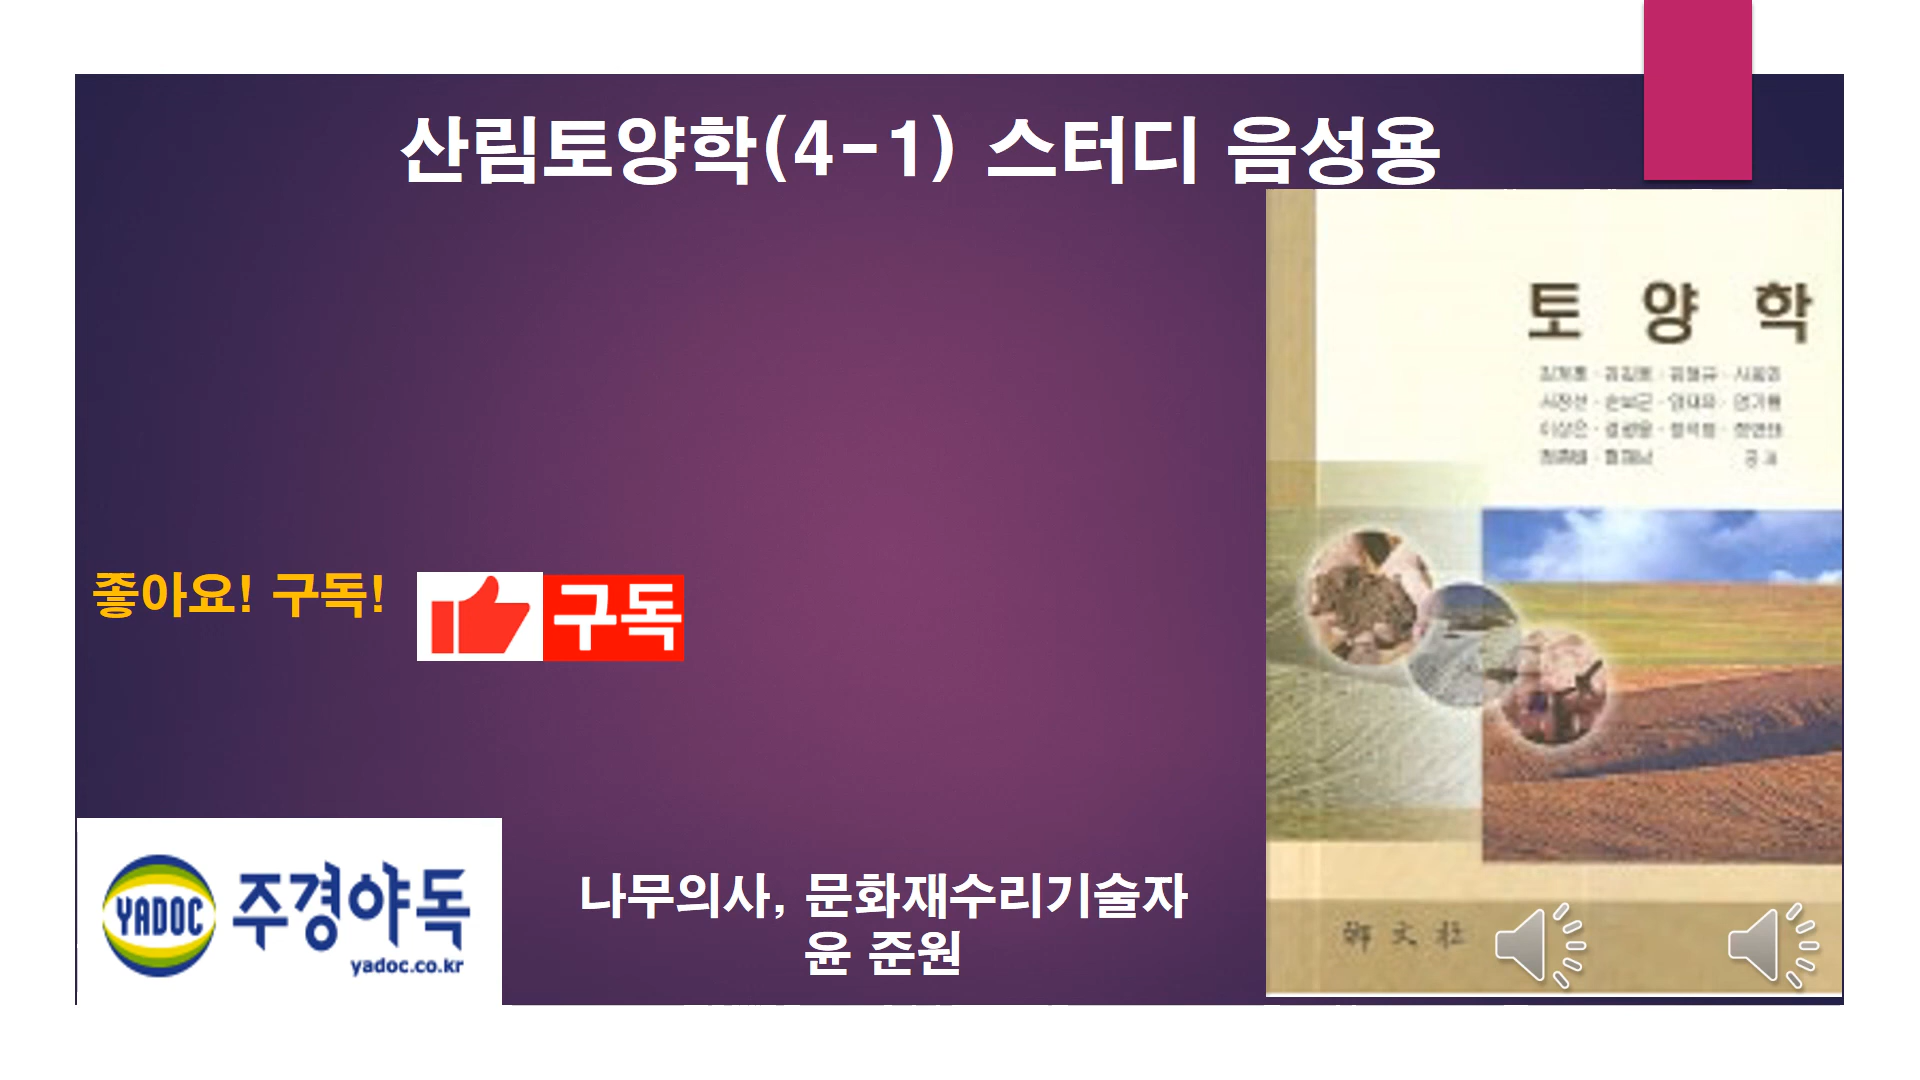 산림토양학(4-1) 스터디 음성용
토 양 학
좋아요! 구독!
구독
YADOC
주경야독
yadoc.co.kr
나무의사, 문화재수리기술자
윤 준원